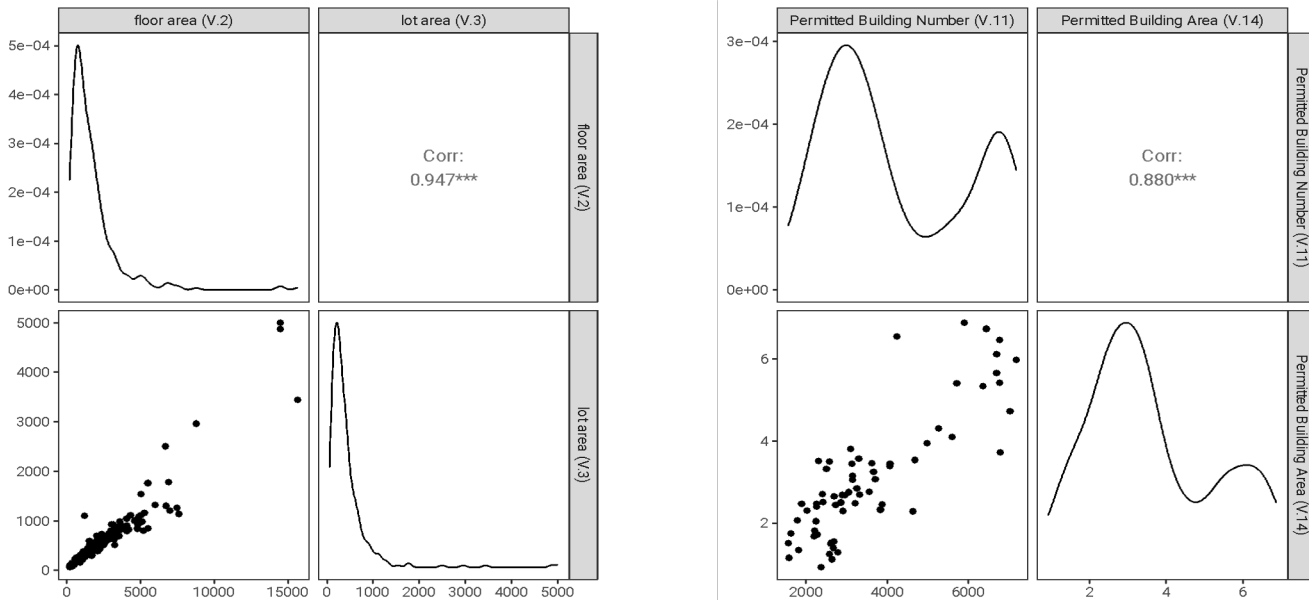 floor area (V.2) lot area (V.3)
5e−04
4e−04
3e−04
2e−04
1e−04
0e+00
Corr:
0.947***
floor area (V.2)
5000
4000
3000
2000
1000
0
lot area (V.3)
0 5000 10000 15000 0 1000 2000 3000 4000 5000
Permitted Building Number (V.11) Permitted Building Area (V.14)
3e−04
2e−04
1e−04
0e+00
Corr:
0.880***
Permitted Building Number (V.11)
6
4
2
Permitted Building Area (V.14)
2000 4000 6000 2 4 6